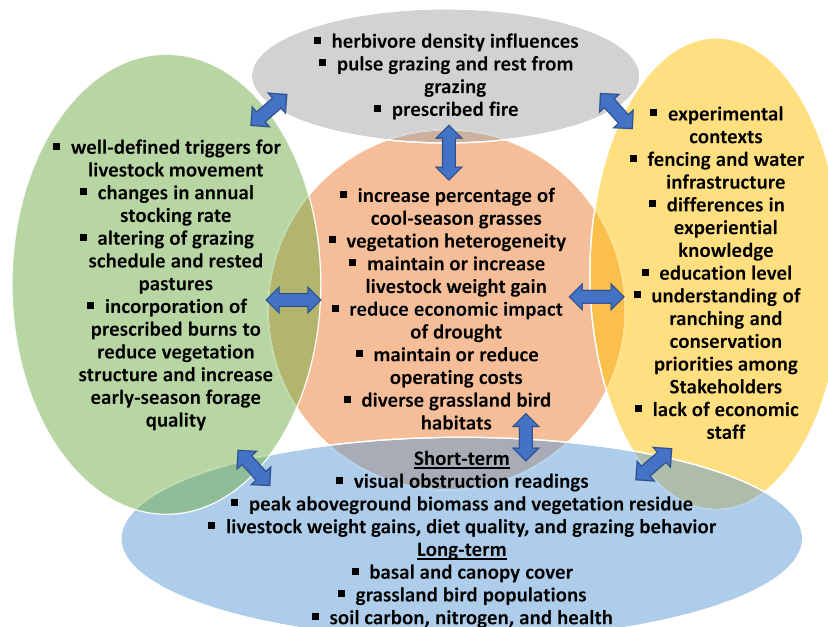 ▪ herbivore density influences
▪ pulse grazing and rest from
grazing
▪ prescribed fire
▪ well-defined triggers for
livestock movement
▪ changes in annual
stocking rate
▪ altering of grazing
schedule and rested
pastures
▪ incorporation of
prescribed burns to
reduce vegetation
structure and increase
early-season forage
quality
▪ increase percentage of
cool-season grasses
▪ vegetation heterogeneity
▪ maintain or increase
livestock weight gain
▪ reduce economic impact
of drought
▪ maintain or reduce
operating costs
▪ diverse grassland bird
habitats
▪ experimental
contexts
▪ fencing and water
infrastructure
▪ differences in
experiential
knowledge
▪ education level
▪ understanding of
ranching and
conservation
priorities among
Stakeholders
▪ lack of economic
staff
Short-term
▪ visual obstruction readings
▪ peak aboveground biomass and vegetation residue
▪ livestock weight gains, diet quality, and grazing behavior
Long-term
▪ basal and canopy cover
▪ grassland bird populations
▪ soil carbon, nitrogen, and health